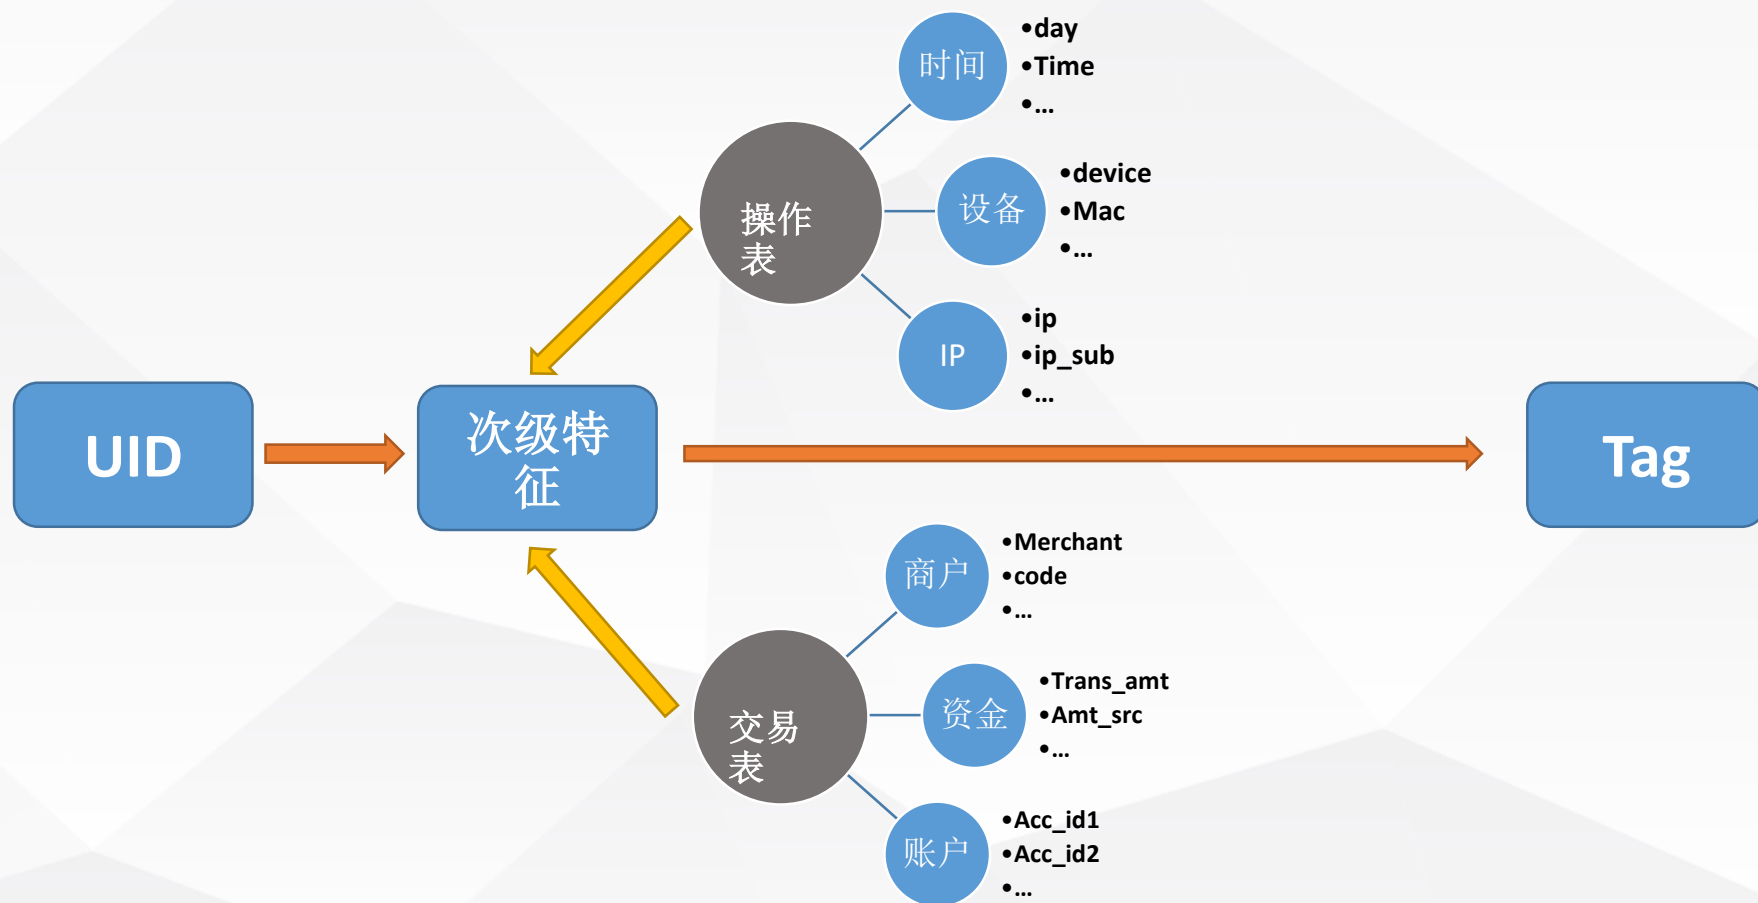 时间
•day
•Time
•...
操作
表
设备
•device
•Mac
•...
IP
•ip
•ip_sub
•...
UID
次级特
征
Tag
商户
•Merchant
•code
•...
交易
表
资金
•Trans_amt
•Amt_src
•...
账户
•Acc_id1
•Acc_id2
•...